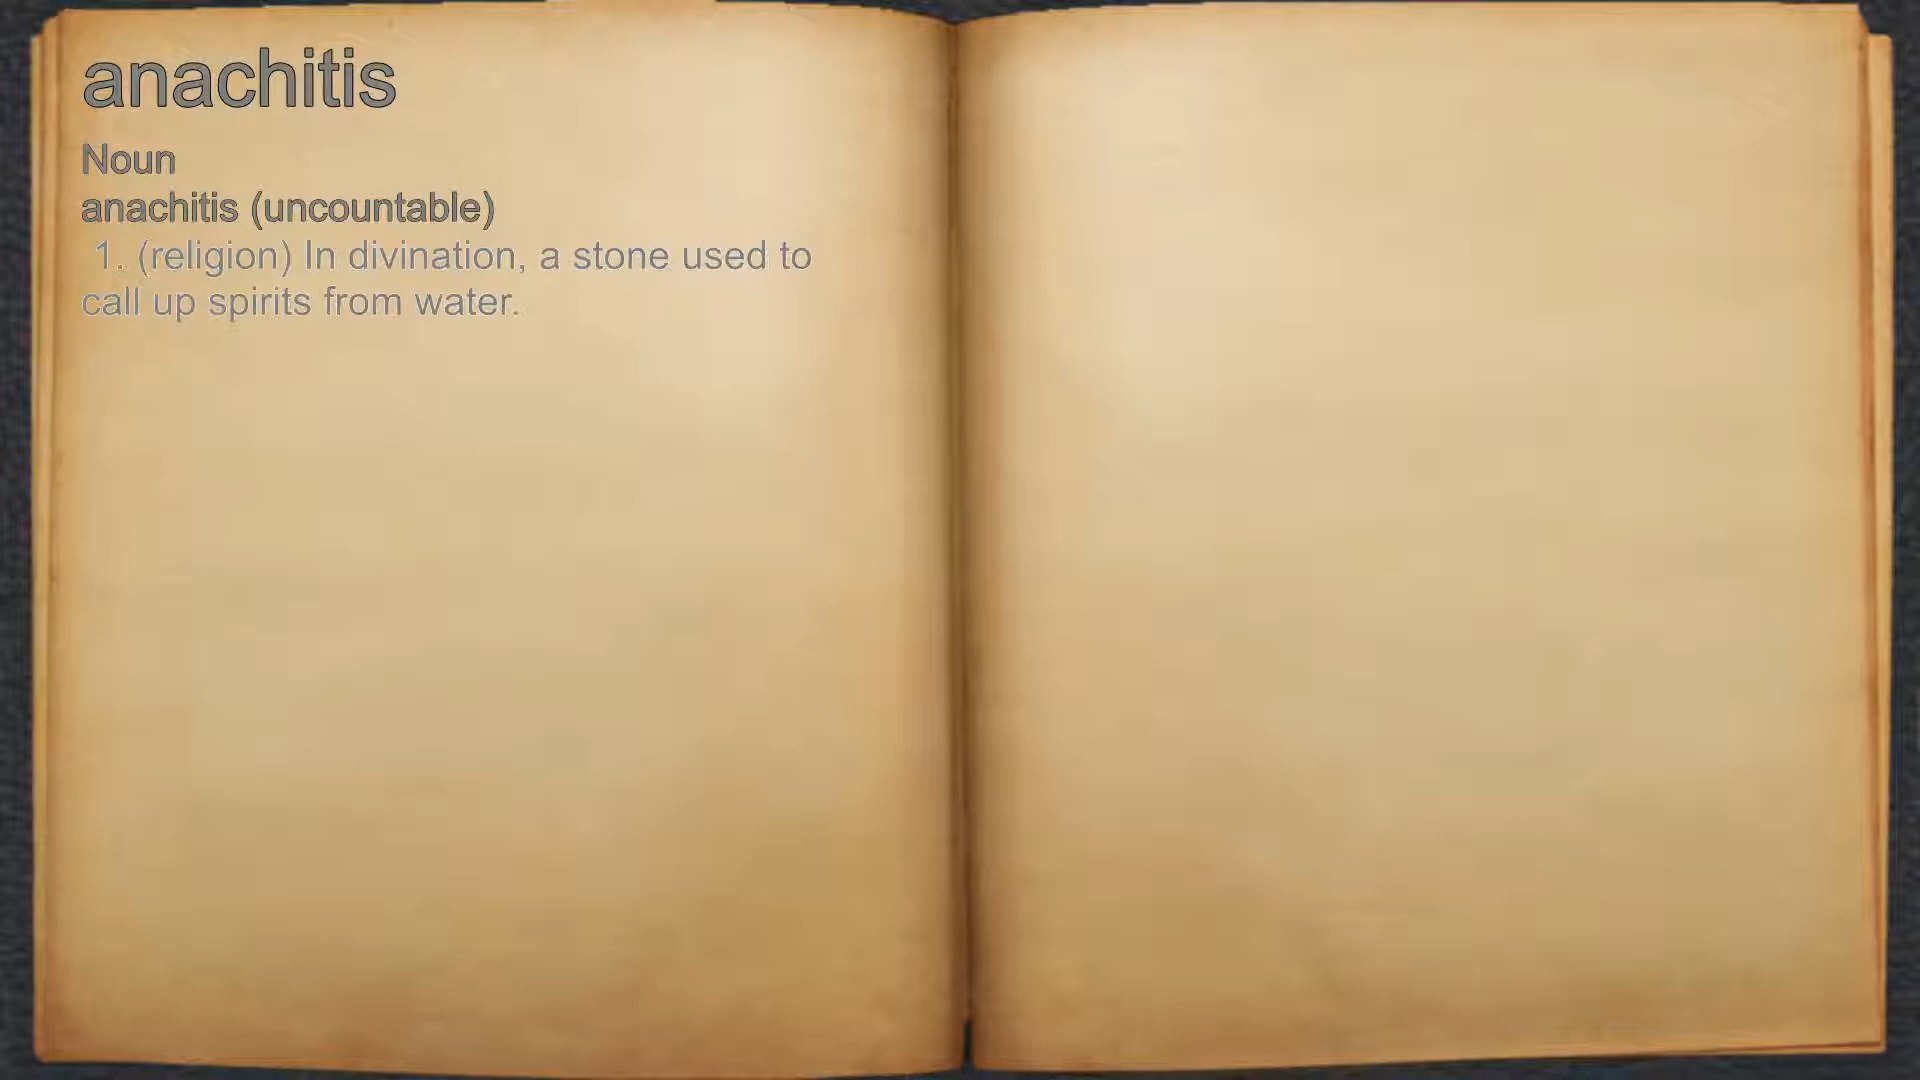 anachitis
Noun
anachitis (uncountable)
1. (religion) In divination, a stone used to
call up spirits from water.